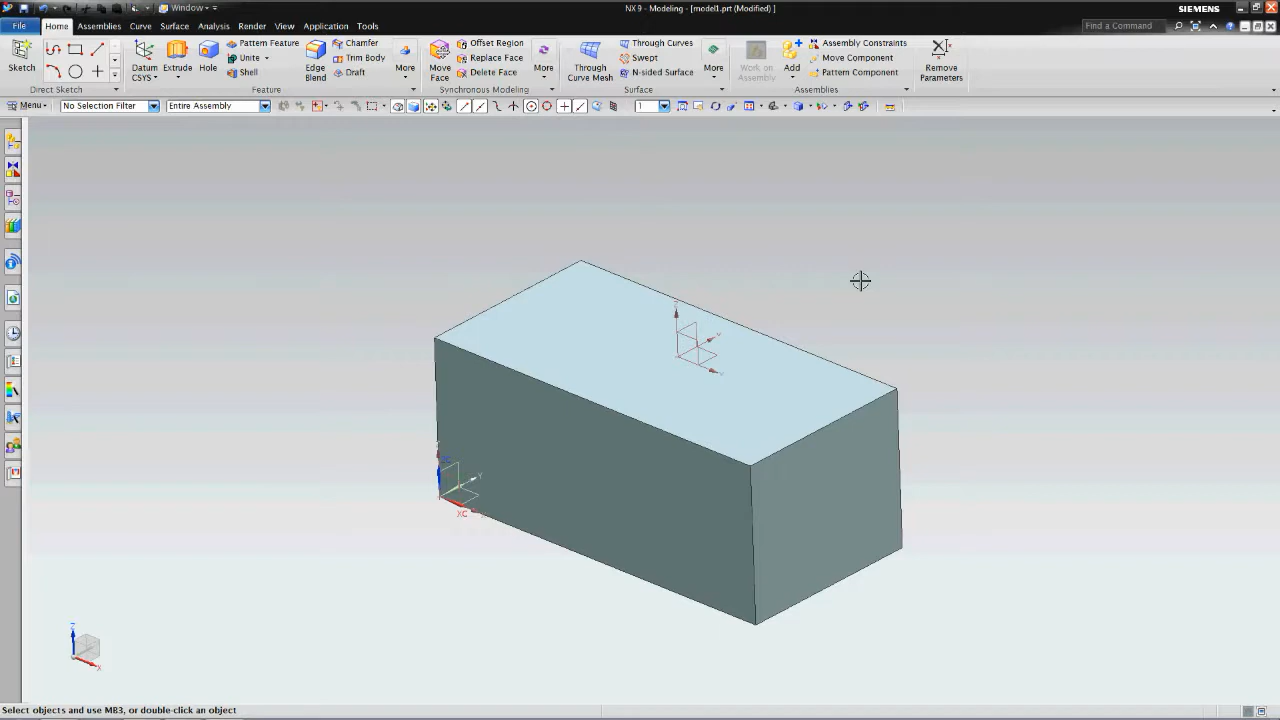 Window
NX 9 - Modeling - [model1.prt (Modified) ]
SIEMENS
File Home Assemblies Curve Surface Analysis Render View Application Tools
Find a Command
Sketch
Direct Sketch
Datum CSYS
Extrude
Hole
Pattern Feature
Unite
Shell
Edge Blend
Chamfer
Trim Body
Draft
More
Feature
Move Face
Offset Region
Replace Face
Delete Face
More
Synchronous Modeling
Through Curve Mesh
Through Curves
Swept
N-sided Surface
More
Surface
Work on Assembly
Add
Assembly Constraints
Move Component
Pattern Component
Assemblies
Remove Parameters
Menu
No Selection Filter
Entire Assembly
1
Y
XC
Z
X
Select objects and use MB3, or double-click an object